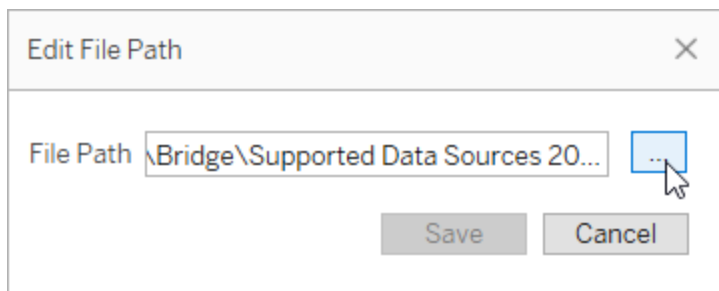 Edit File Path
File Path \Bridge\Supported Data Sources 20... ...
Save Cancel